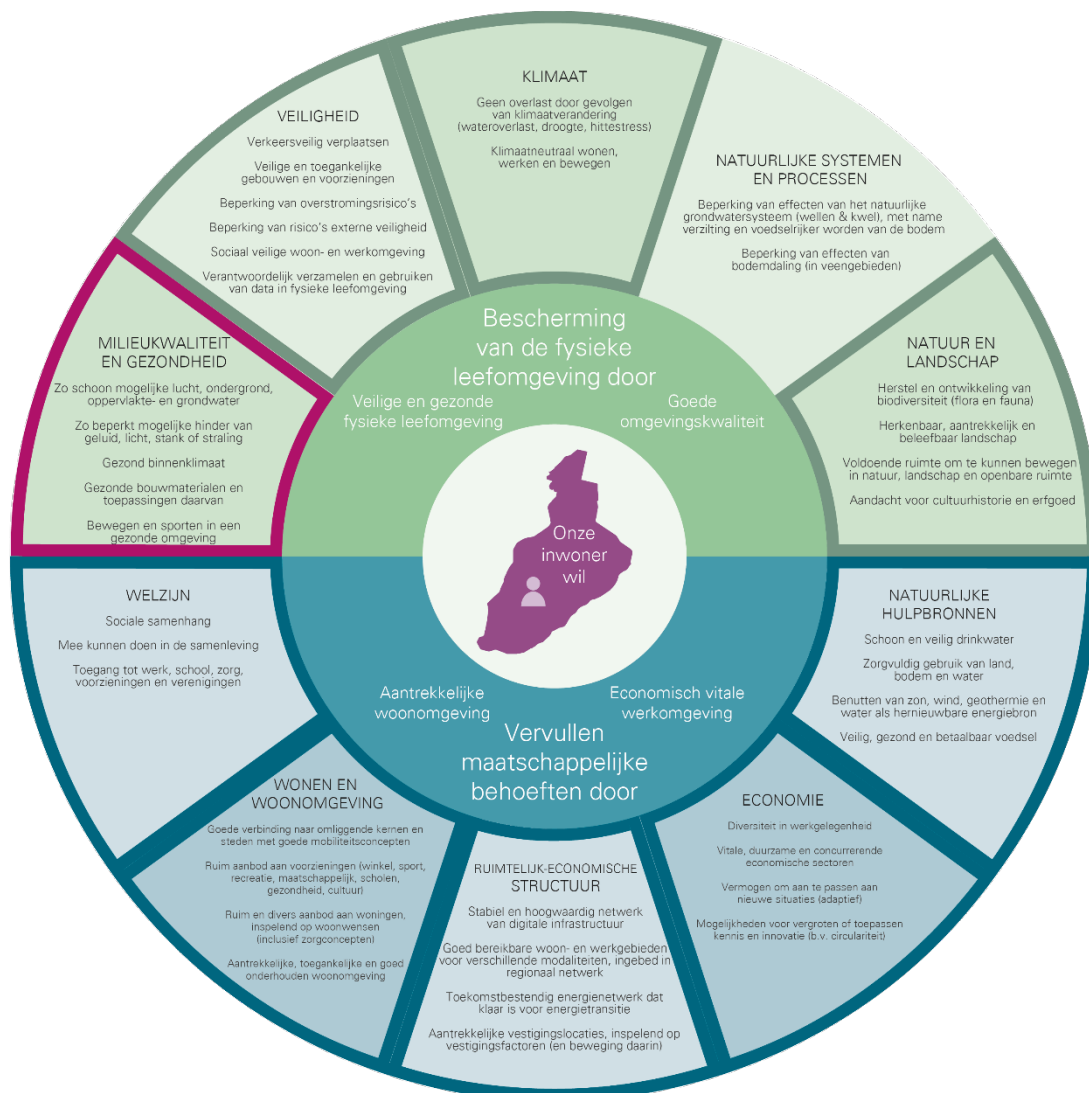 KLIMAAT
Geen overlast door gevolgen
van klimaatverandering
(wateroverlast, droogte, hittestress)
Klimaatneutraal wonen,
werken en bewegen
VEILIGHEID
Verkeersveilig verplaatsen
Veilige en toegankelijke
gebouwen en voorzieningen
Beperking van overstromingsrisico's
Beperking van risico's externe veiligheid
Sociaal veilige woon- en werkomgeving
Verantwoordelijk verzamelen en gebruiken
van data in fysieke leefomgeving
NATUURLIJKE SYSTEMEN
EN PROCESSEN
Beperking van effecten van het natuurlijke
grondwatersysteem (wellen & kwel), met name
verzilting en voedselrijker worden van de bodem
Beperking van effecten van
bodemdaling (in veengebieden)
MILIEUKWALITEIT
EN GEZONDHEID
Zo schoon mogelijke lucht, ondergrond,
oppervlakte- en grondwater
Zo beperkt mogelijke hinder van
geluid, licht, stank of straling
Gezond binnenklimaat
Gezonde bouwmaterialen en
toepassingen daarvan
Bewegen en sporten in een
gezonde omgeving
NATUUR EN
LANDSCHAP
Herstel en ontwikkeling van
biodiversiteit (flora en fauna)
Herkenbaar, aantrekkelijk en
beleefbaar landschap
Voldoende ruimte om te kunnen bewegen
in natuur, landschap en openbare ruimte
Aandacht voor cultuurhistorie en erfgoed
Bescherming
van de fysieke
leefomgeving door
Veilige en gezonde
fysieke leefomgeving
Goede
omgevingskwaliteit
Onze
inwoner
wil
Aantrekkelijke
woonomgeving
Economisch vitale
werkomgeving
Vervullen
maatschappelijke
behoeften door
WELZIJN
Sociale samenhang
Mee kunnen doen in de samenleving
Toegang tot werk, school, zorg,
voorzieningen en verenigingen
NATUURLIJKE
HULPBRONNEN
Schoon en veilig drinkwater
Zorgvuldig gebruik van land,
bodem en water
Benutten van zon, wind, geothermie en
water als hernieuwbare energiebron
Veilig, gezond en betaalbaar voedsel
WONEN EN
WOONOMGEVING
Goede verbinding naar omliggende kernen en
steden met goede mobiliteitsconcepten
Ruim aanbod aan voorzieningen (winkel, sport,
recreatie, maatschappelijk, scholen,
gezondheid, cultuur)
Ruim en divers aanbod aan woningen,
inspelend op woonwensen
(inclusief zorgconcepten)
Aantrekkelijke, toegankelijke en goed
onderhouden woonomgeving
ECONOMIE
Diversiteit in werkgelegenheid
Vitale, duurzame en concurrerende
economische sectoren
Vermogen om aan te passen aan
nieuwe situaties (adaptief)
Mogelijkheden voor vergroten of toepassen
kennis en innovatie (b.v. circulariteit)
RUIMTELIJK-ECONOMISCHE
STRUCTUUR
Stabiel en hoogwaardig netwerk
van digitale infrastructuur
Goed bereikbare woon- en werkgebieden
voor verschillende modaliteiten, ingebed in
regionaal netwerk
Toekomstbestendig energienetwerk dat
klaar is voor energietransitie
Aantrekkelijke vestigingslocaties, inspelend op
vestigingsfactoren (en beweging daarin)